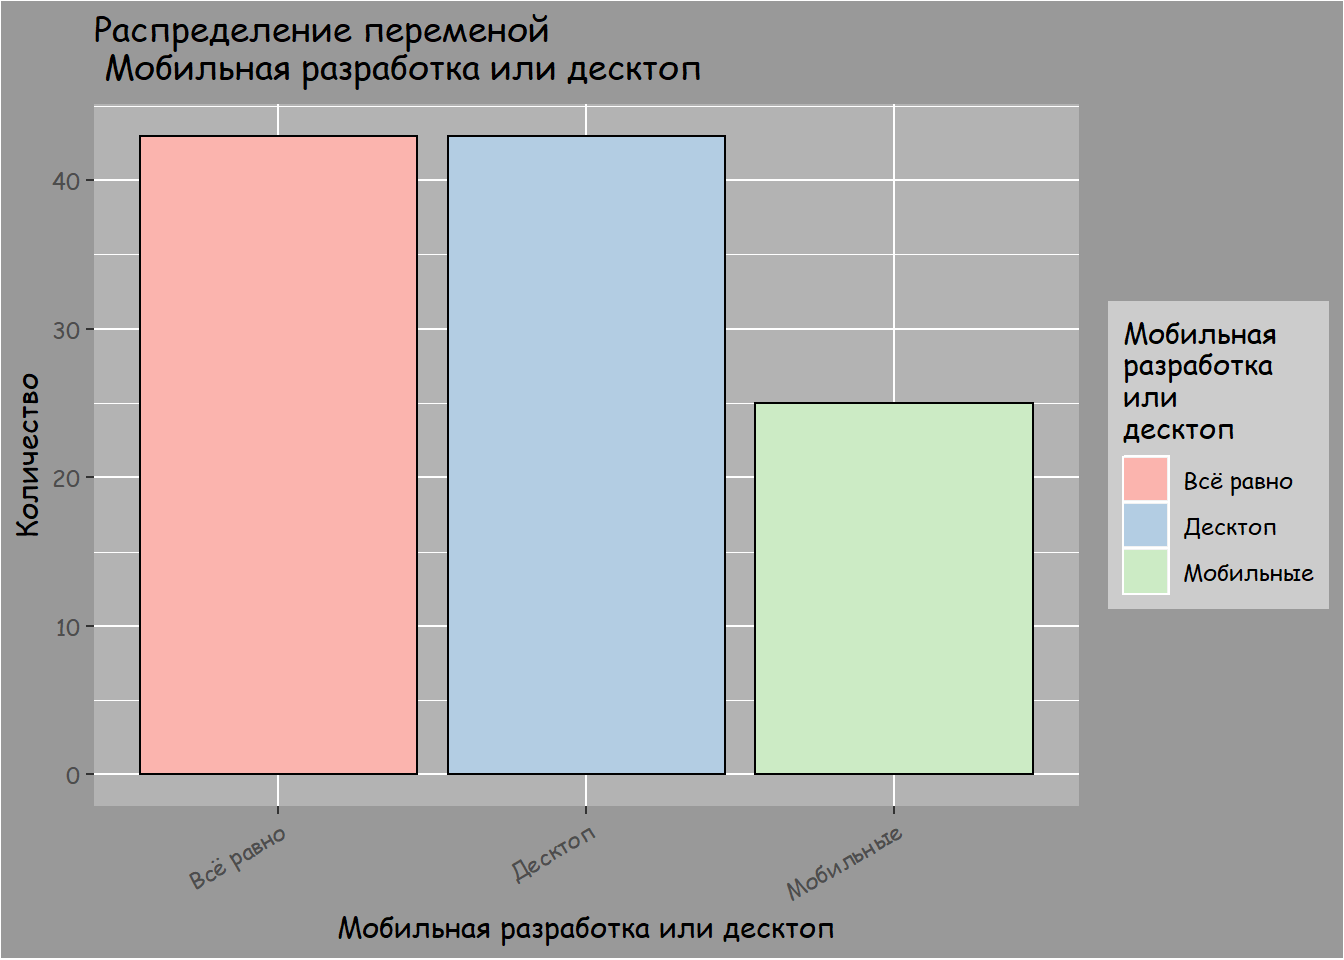 Распределение переменой
Мобильная разработка или десктоп
40
30
20
10
0
Количество
Всё равно
Десктоп
Мобильные
Мобильная разработка или десктоп
Мобильная
разработка
или
десктоп
Всё равно
Десктоп
Мобильные